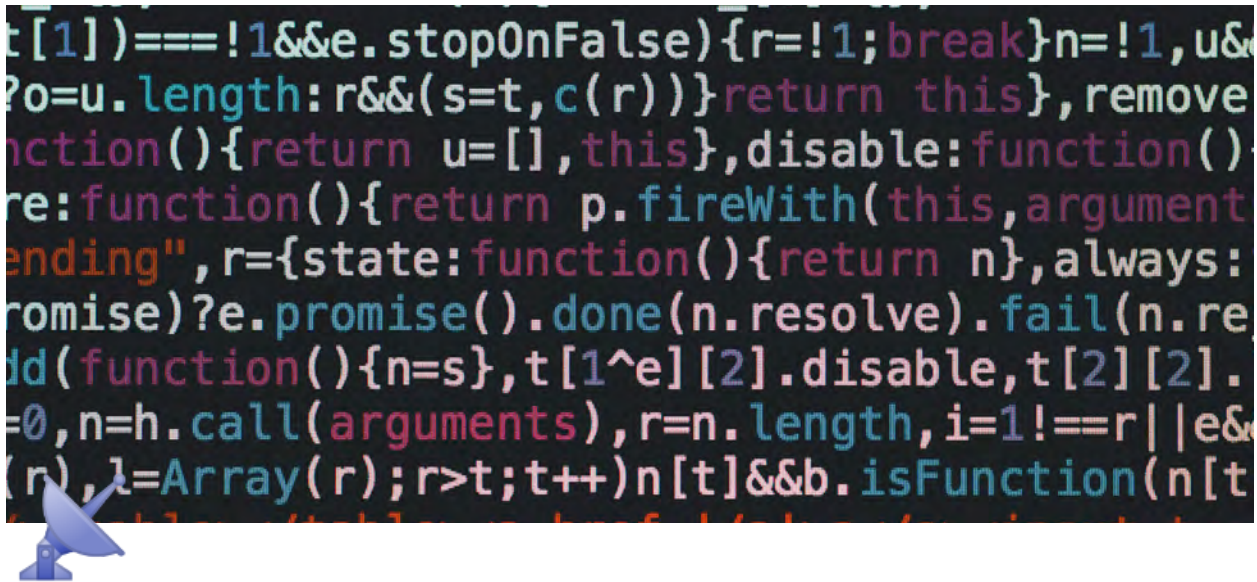 t[1])===!1&&e.stopOnFalse){r=!1;break}n=!1,u&
?o=u.length:r&&(s=t,c(r))}return this},remove
nction(){return u=[],this},disable:function()
re:function(){return p.fireWith(this,argument
ending",r={state:function(){return n},always:
romise)?e.promise().done(n.resolve).fail(n.re
dd(function(){n=s},t[1^e][2].disable,t[2][2].
=0,n=h.call(arguments),r=n.length,i=1!==r||e&
(r),l=Array(r);r>t;t++)n[t]&&b.isFunction(n[t